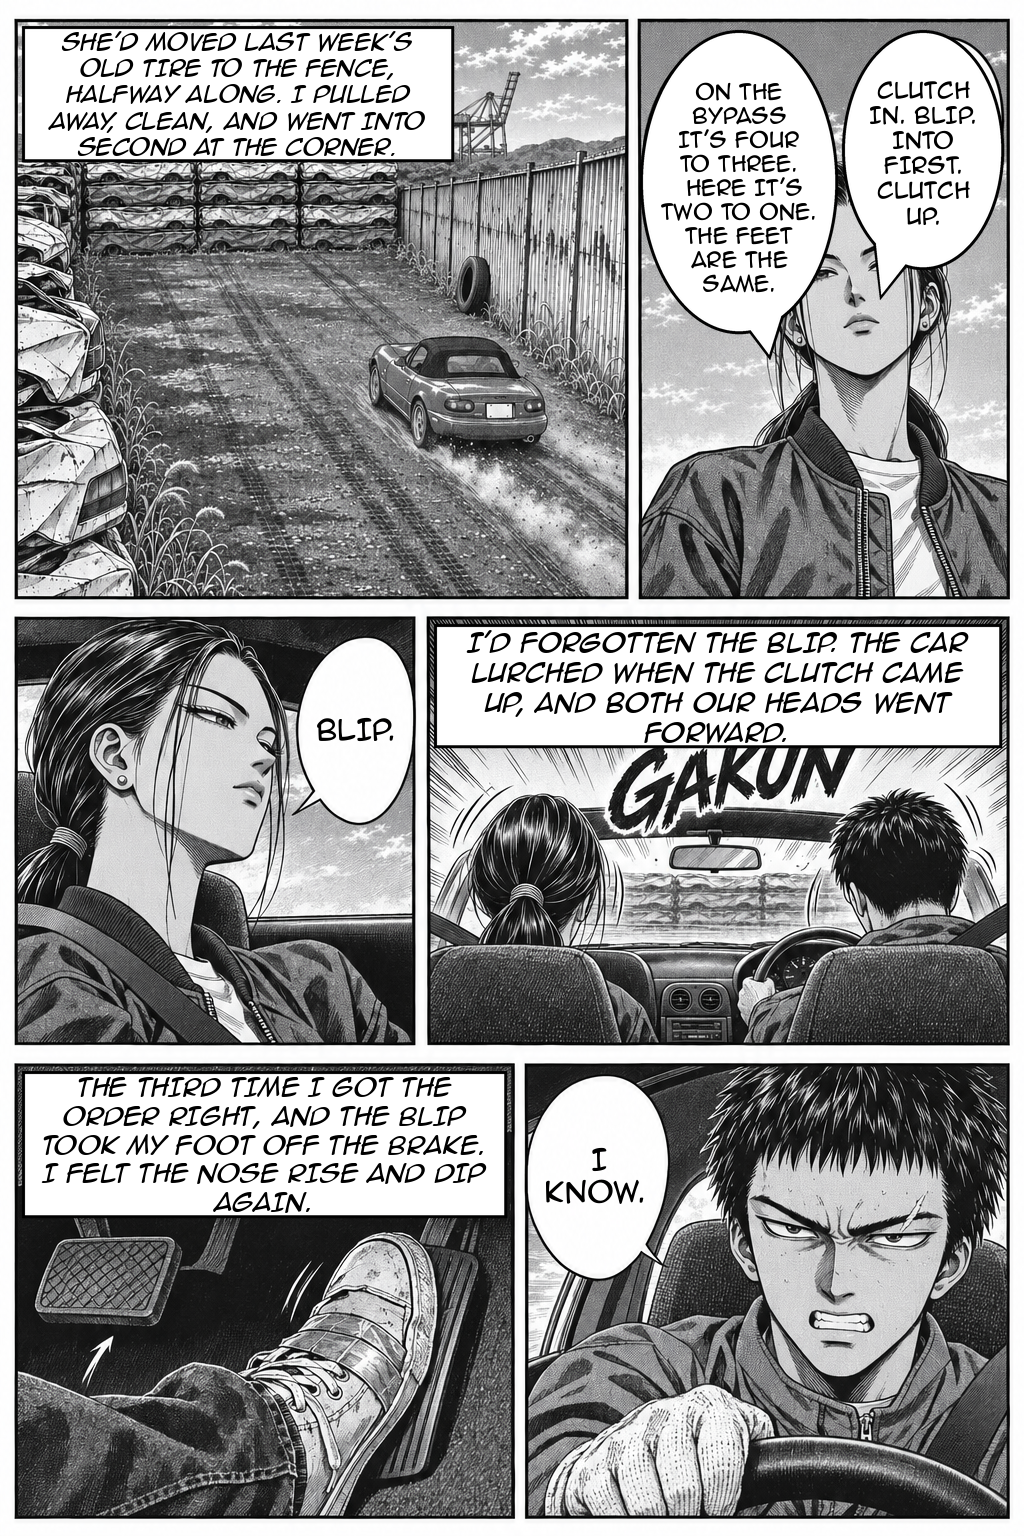 SHE'D MOVED LAST WEEK'S
OLD TIRE TO THE FENCE,
HALFWAY ALONG. I PULLED
AWAY, CLEAN, AND WENT INTO
SECOND AT THE CORNER.
ON THE
BYPASS
IT'S FOUR
TO THREE.
HERE IT'S
TWO TO ONE.
THE FEET
ARE THE
SAME.
CLUTCH
IN. BLIP.
INTO
FIRST.
CLUTCH
UP.
BLIP.
I'D FORGOTTEN THE BLIP. THE CAR
LURCHED WHEN THE CLUTCH CAME
UP, AND BOTH OUR HEADS WENT
FORWARD.
GAKUN
THE THIRD TIME I GOT THE
ORDER RIGHT, AND THE BLIP
TOOK MY FOOT OFF THE BRAKE.
I FELT THE NOSE RISE AND DIP
AGAIN.
I
KNOW.